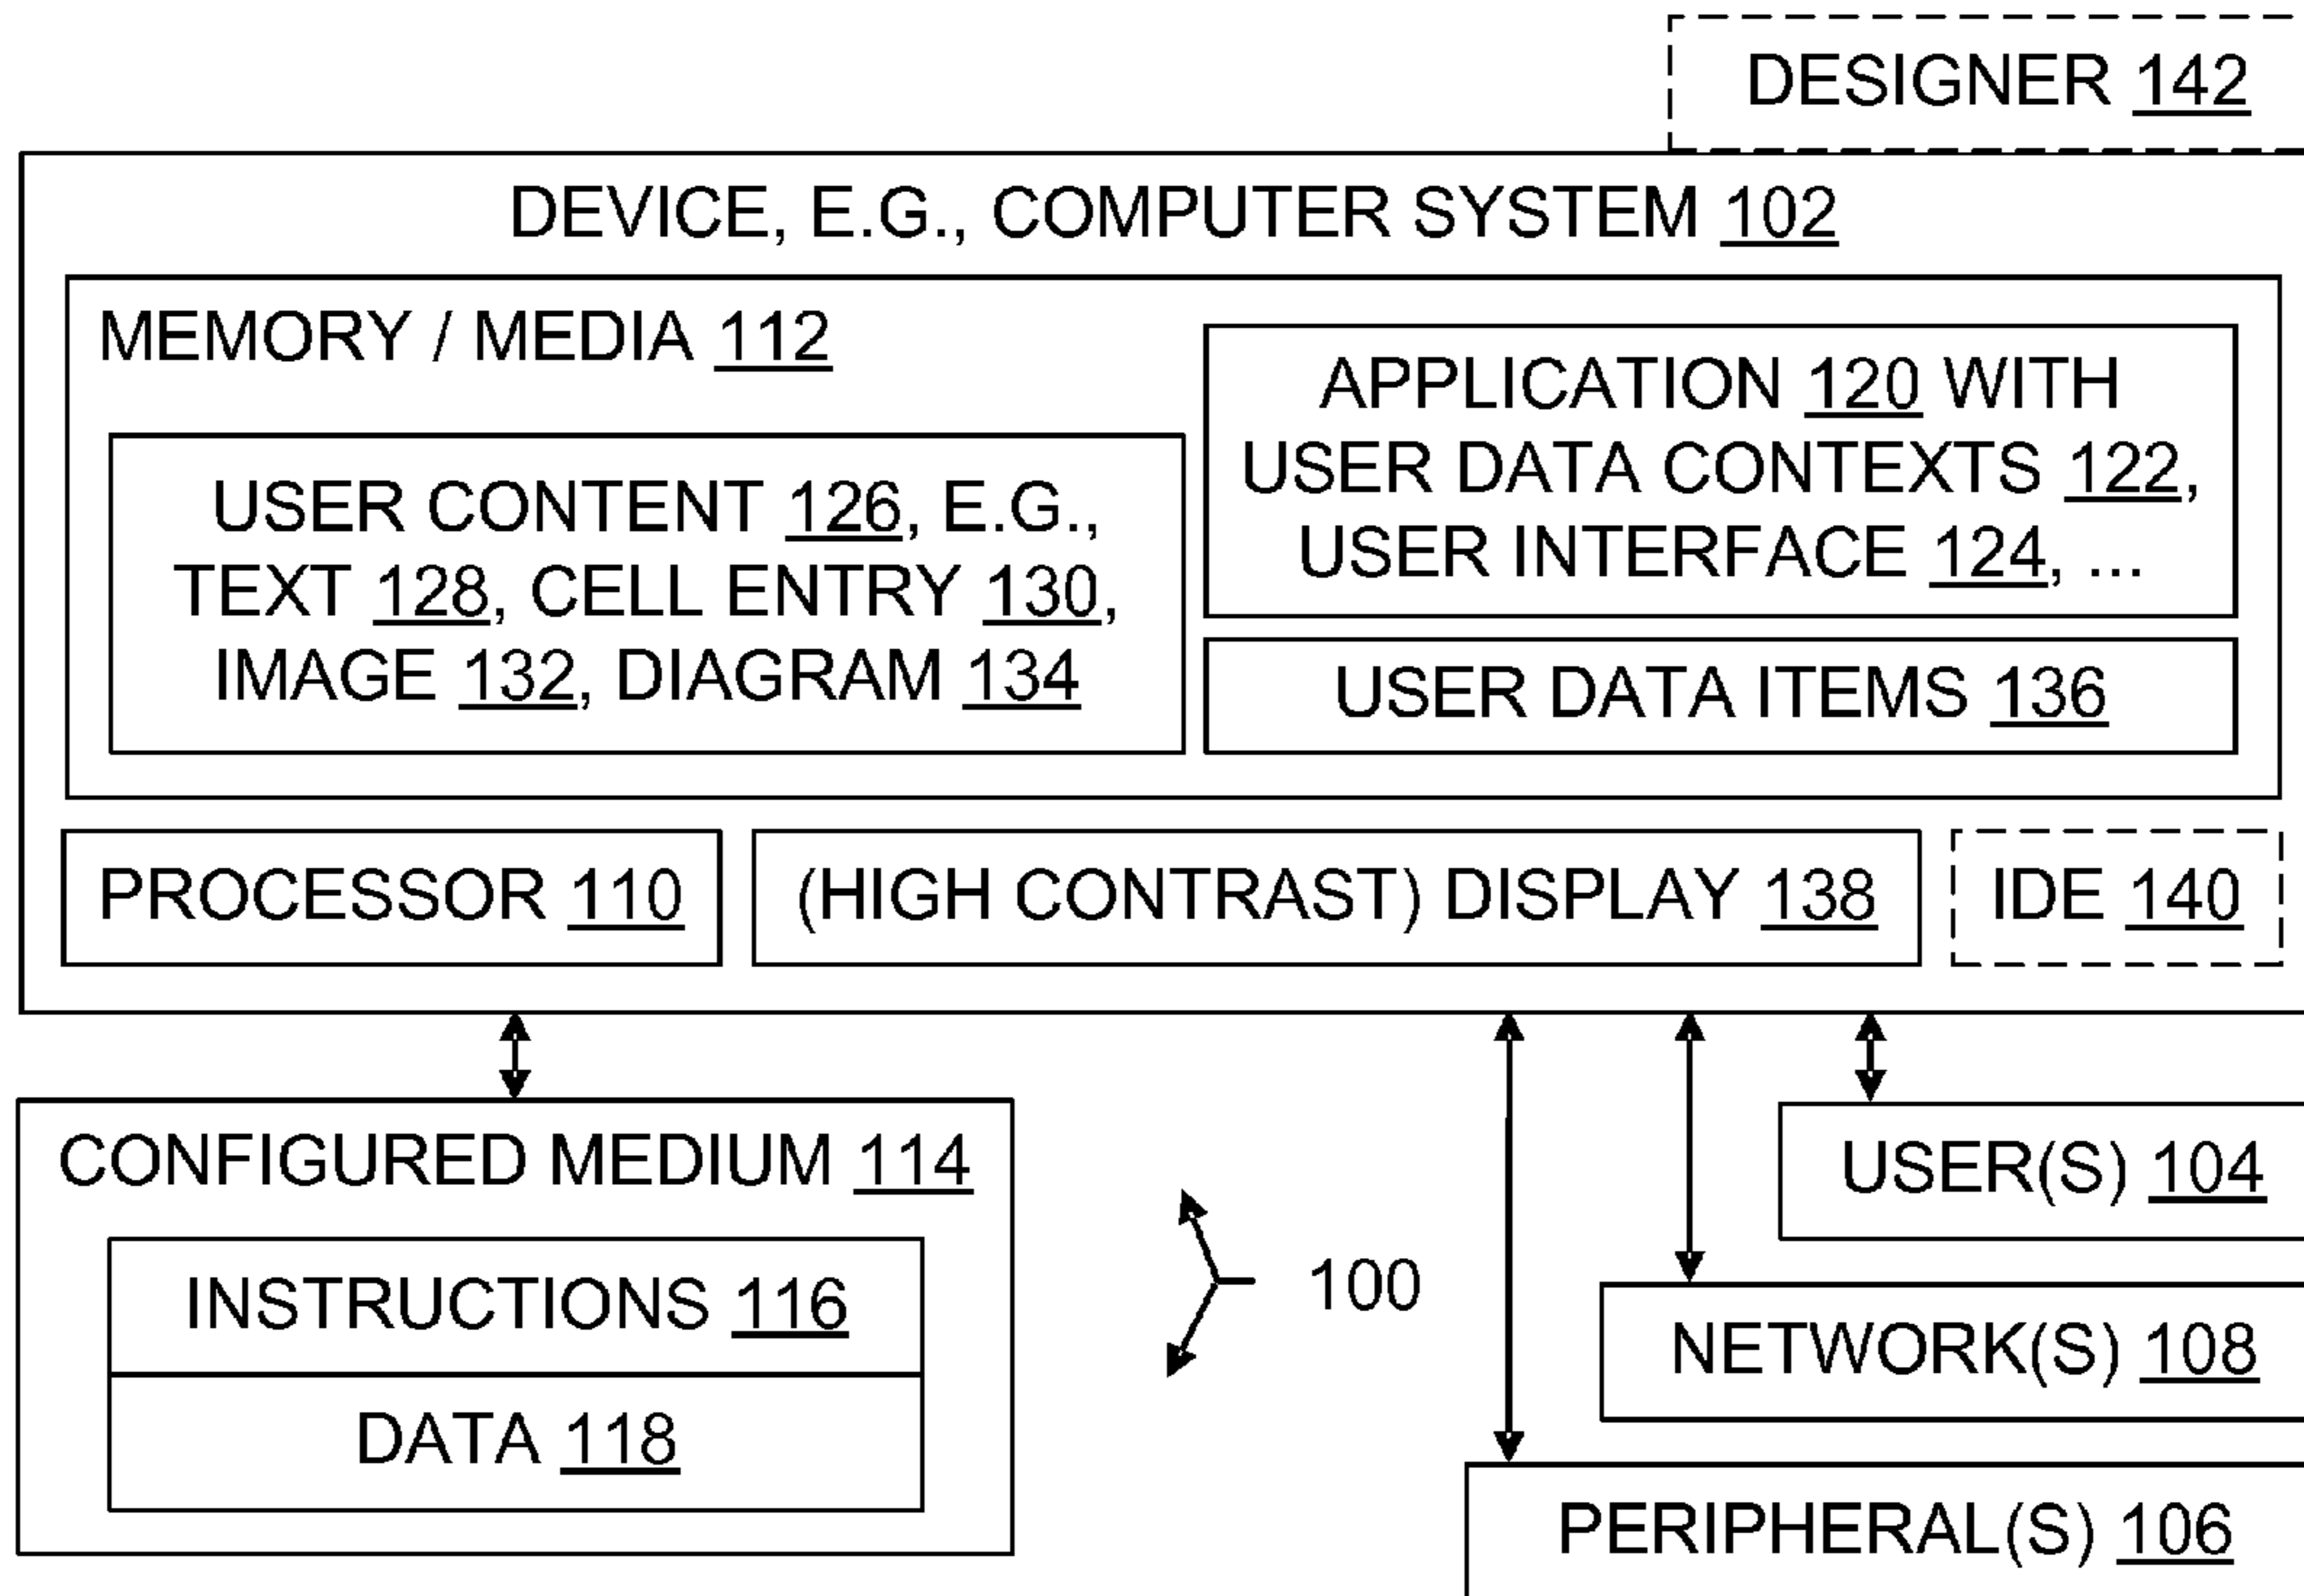 DESIGNER 142
DEVICE, E.G., COMPUTER SYSTEM 102
MEMORY / MEDIA 112
USER CONTENT 126, E.G.,
TEXT 128, CELL ENTRY 130,
IMAGE 132, DIAGRAM 134
APPLICATION 120 WITH
USER DATA CONTEXTS 122,
USER INTERFACE 124, ...
USER DATA ITEMS 136
PROCESSOR 110
(HIGH CONTRAST) DISPLAY 138
IDE 140
CONFIGURED MEDIUM 114
INSTRUCTIONS 116
DATA 118
100
USER(S) 104
NETWORK(S) 108
PERIPHERAL(S) 106